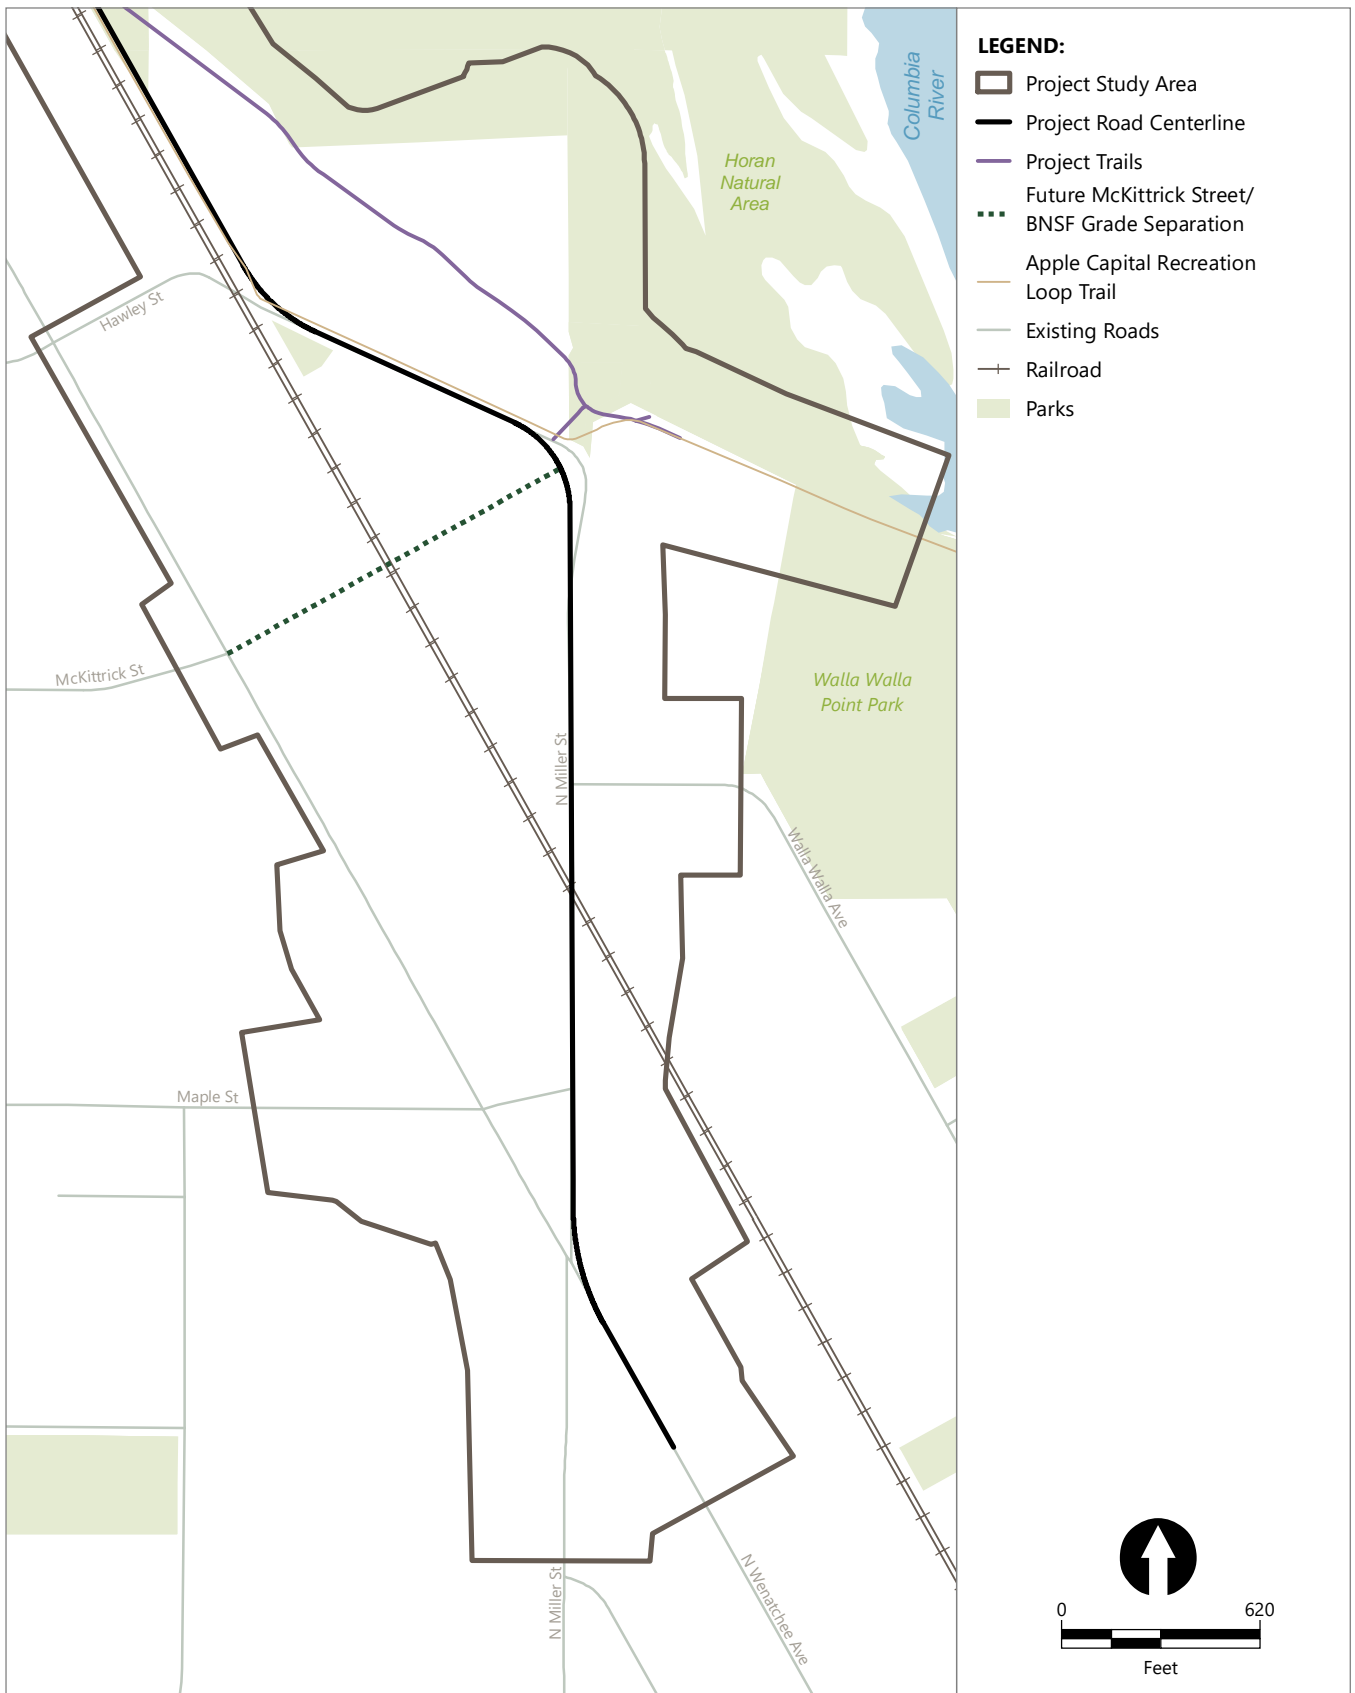 LEGEND:
Project Study Area
Project Road Centerline
Project Trails
Future McKittrick Street/
BNSF Grade Separation
Apple Capital Recreation
Loop Trail
Existing Roads
Railroad
Parks
Columbia
River
Horan
Natural
Area
Hawley St
McKittrick St
Walla Walla
Point Park
N Miller St
Walla Walla Ave
Maple St
N Miller St
N Wenatchee Ave
0 620
Feet